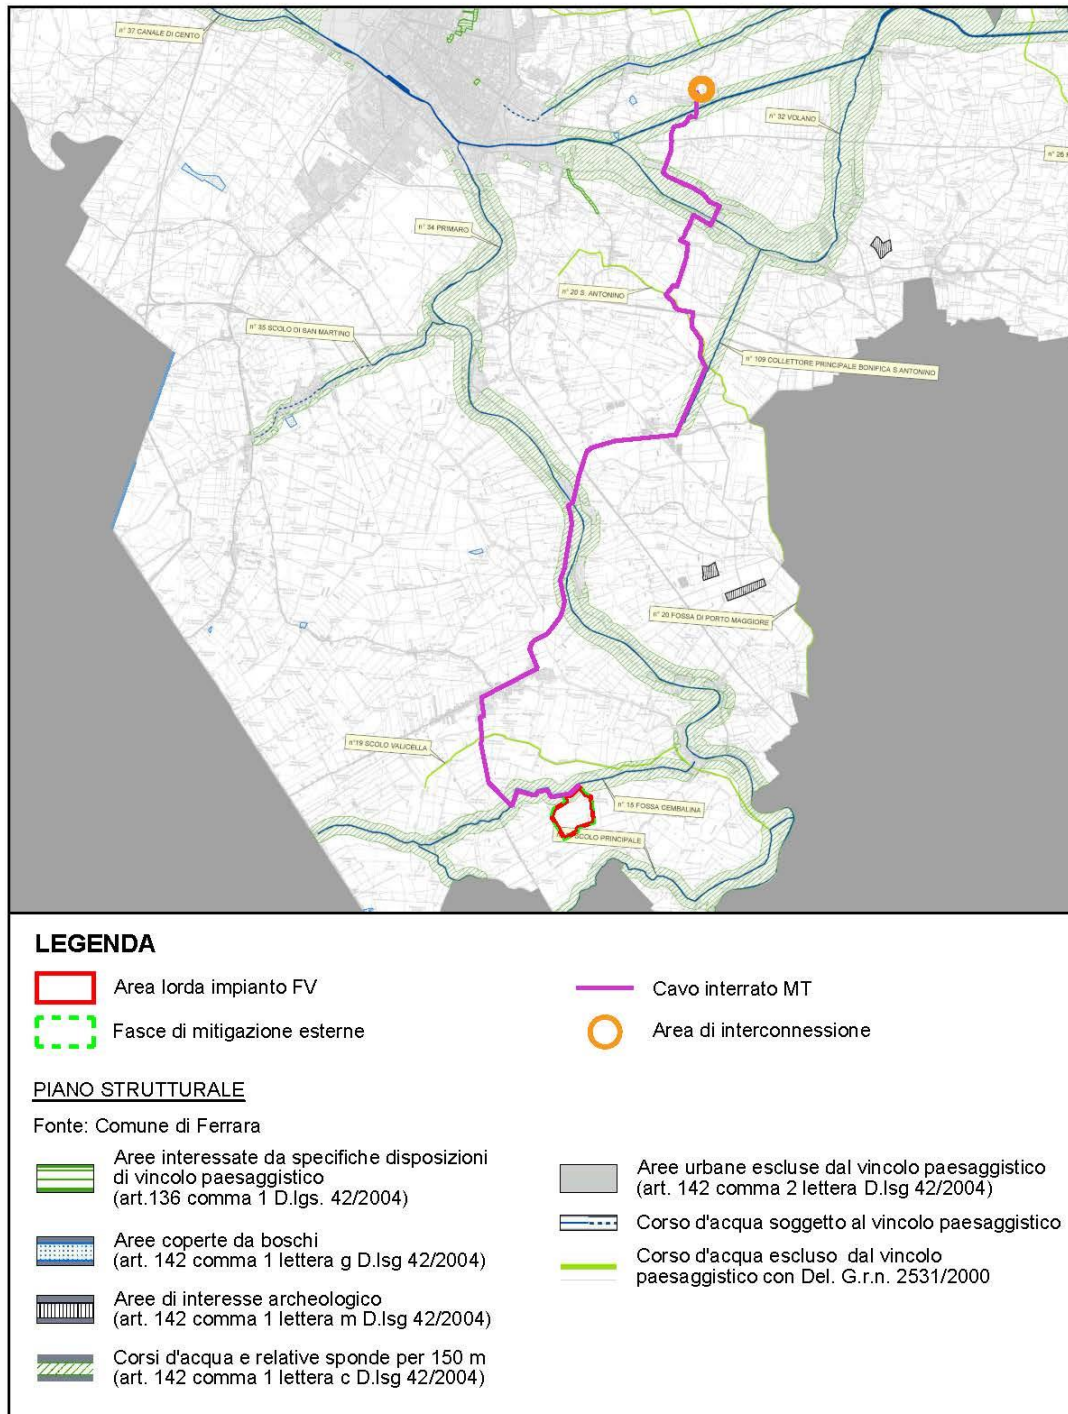 n° 37 CANALE DI CENTO
n° 32 VOLANO
n° 34 PRIMARO
n° 20 S. ANTONINO
n° 35 SCOLO DI SAN MARTINO
n° 109 COLLETTORE PRINCIPALE BONIFICA S.ANTONINO
n° 20 FOSSA DI PORTO MAGGIORE
n°19 SCOLO VALICELLA
n° 15 FOSSA CEMBALINA
SCOLO PRINCIPALE
LEGENDA
Area lorda impianto FV
Cavo interrato MT
Fasce di mitigazione esterne
Area di interconnessione
PIANO STRUTTURALE
Fonte: Comune di Ferrara
Aree interessate da specifiche disposizioni
di vincolo paesaggistico
(art.136 comma 1 D.lgs. 42/2004)
Aree coperte da boschi
(art. 142 comma 1 lettera g D.lsg 42/2004)
Aree di interesse archeologico
(art. 142 comma 1 lettera m D.lsg 42/2004)
Corsi d'acqua e relative sponde per 150 m
(art. 142 comma 1 lettera c D.lsg 42/2004)
Aree urbane escluse dal vincolo paesaggistico
(art. 142 comma 2 lettera D.lsg 42/2004)
Corso d'acqua soggetto al vincolo paesaggistico
Corso d'acqua escluso dal vincolo
paesaggistico con Del. G.r.n. 2531/2000